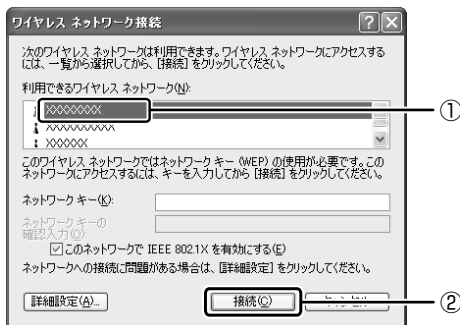 ワイヤレス ネットワーク接続
次のワイヤレス ネットワークは利用できます。ワイヤレス ネットワークにアクセスする
には、一覧から選択してから、[接続] をクリックしてください。
利用できるワイヤレス ネットワーク(N):
XXXXXXXX
①
XXXXXXXXXX
XXXXXX
このワイヤレス ネットワークではネットワーク キー (WEP) の使用が必要です。この
ネットワークにアクセスするには、キーを入力してから [接続] をクリックしてください。
ネットワーク キー(K):
ネットワーク キーの
確認入力(O):
このネットワークで IEEE 802.1X を有効にする(E)
ネットワークへの接続に問題がある場合は、[詳細設定] をクリックしてください。
詳細設定(A)...
接続(C)
キャンセル
②